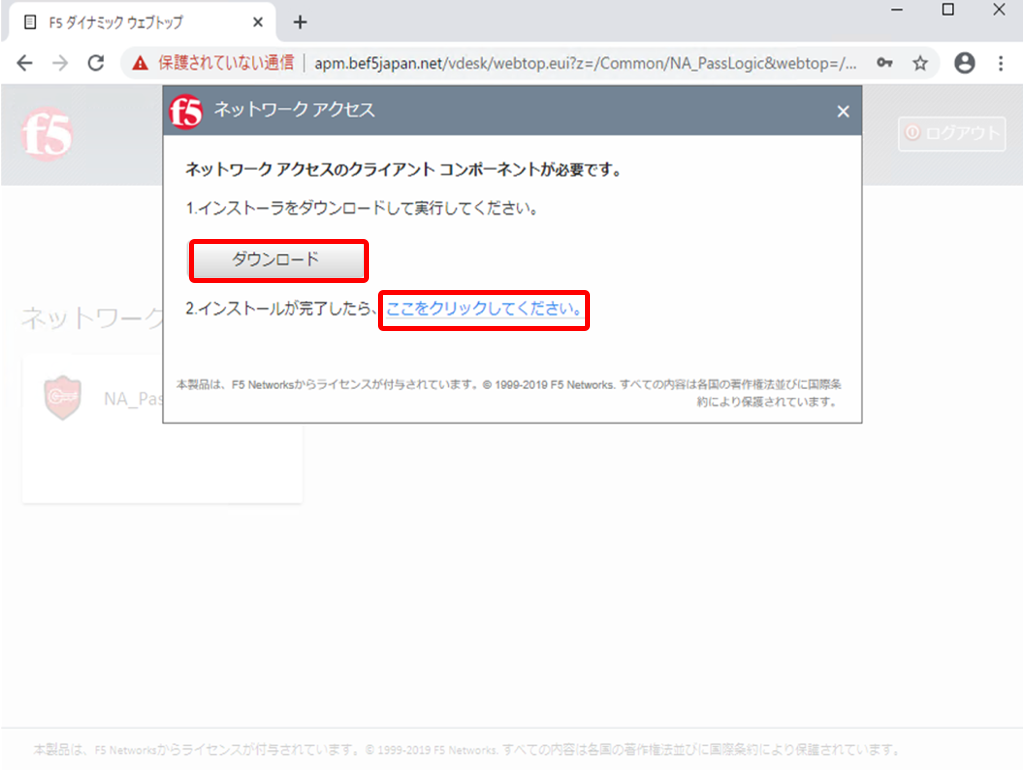 F5 ダイナミック ウェブトップ
保護されていない通信 | apm.bef5japan.net/vdesk/webtop.eui?z=/Common/NA_PassLogic&webtop=/...
f5 ネットワーク アクセス
f5
ログアウト
ネットワーク アクセスのクライアント コンポーネントが必要です。
1.インストーラをダウンロードして実行してください。
ダウンロード
2.インストールが完了したら、ここをクリックしてください。
ネットワーク
本製品は、F5 Networksからライセンスが付与されています。© 1999-2019 F5 Networks. すべての内容は各国の著作権法並びに国際条
約により保護されています。
NA_Pas
本製品は、F5 Networksからライセンスが付与されています。© 1999-2019 F5 Networks. すべての内容は各国の著作権法並びに国際条約により保護されています。